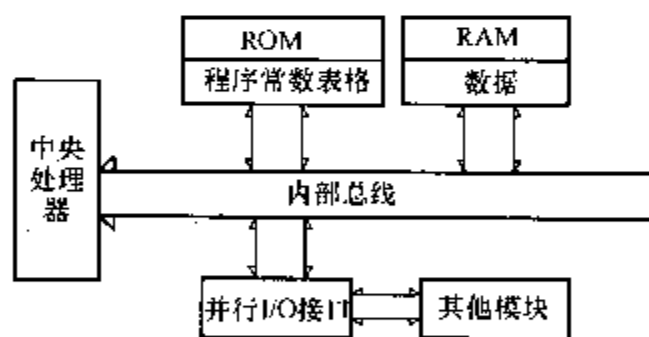 ROM
程序常数表格
RAM
数据
中央
处理
器
内部总线
并行I/O接口
其他模块